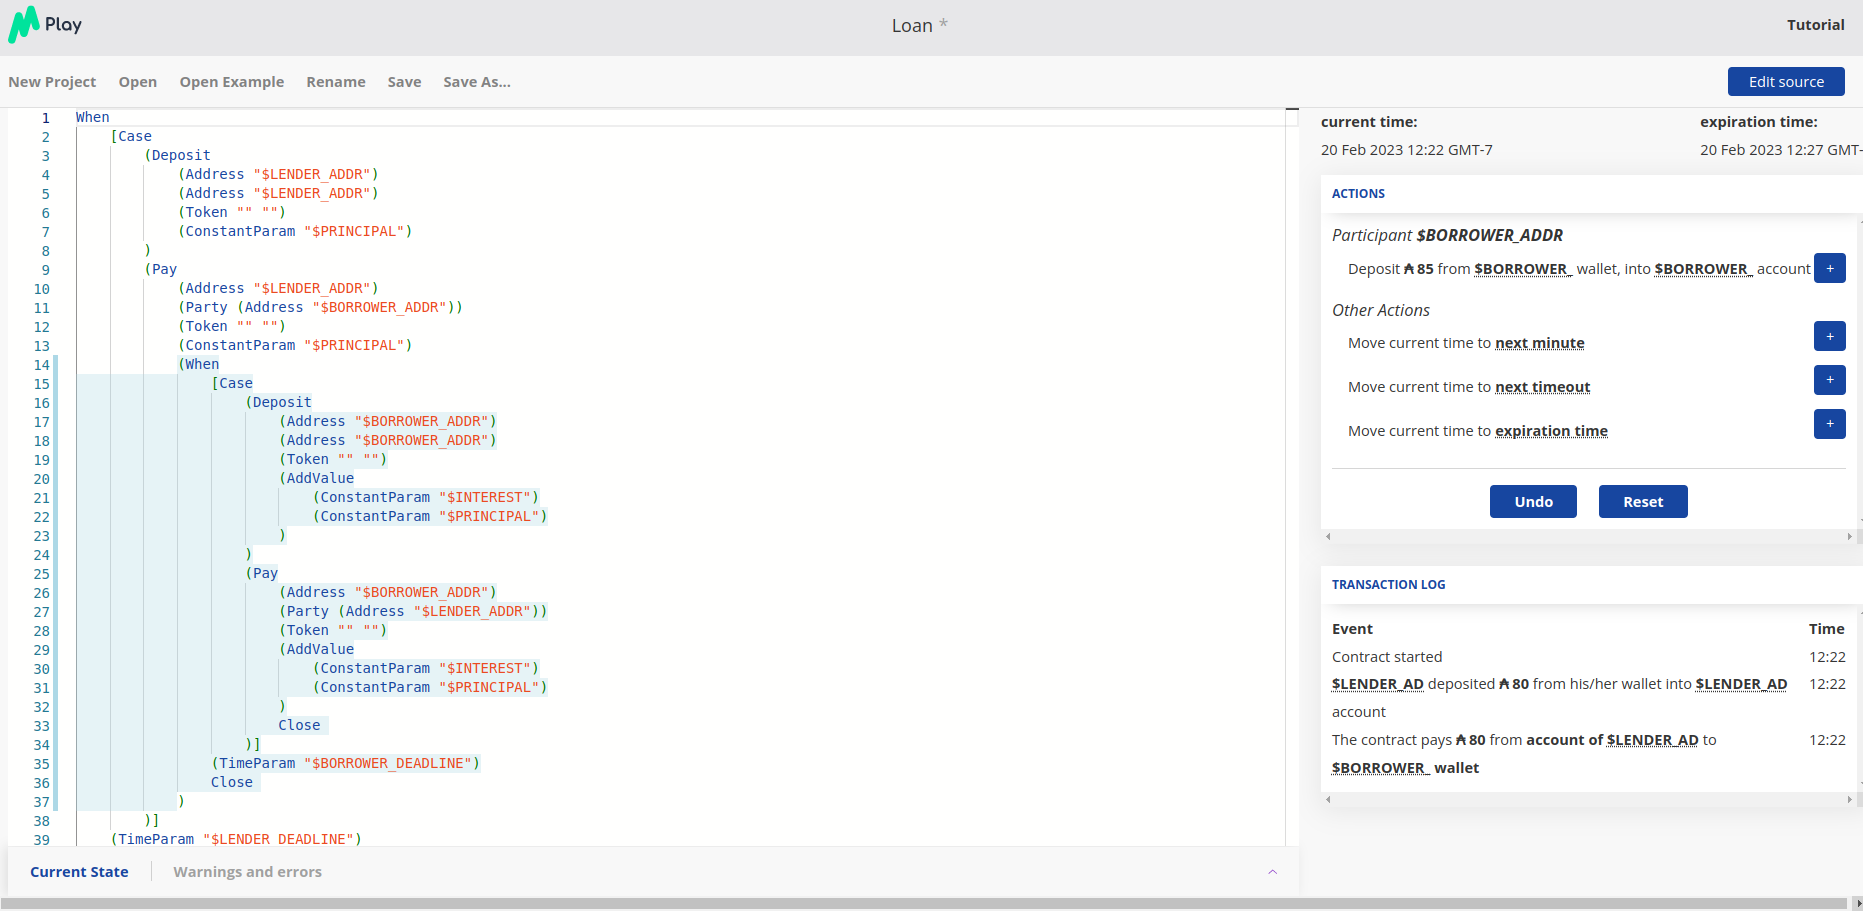 Play
Loan *
Tutorial
New Project Open Open Example Rename Save Save As...
Edit source
1 When
2 [Case
3 (Deposit
4 (Address "$LENDER_ADDR")
5 (Address "$LENDER_ADDR")
6 (Token "" "")
7 (ConstantParam "$PRINCIPAL")
8 )
9 (Pay
10 (Address "$LENDER_ADDR")
11 (Party (Address "$BORROWER_ADDR"))
12 (Token "" "")
13 (ConstantParam "$PRINCIPAL")
14 (When
15 [Case
16 (Deposit
17 (Address "$BORROWER_ADDR")
18 (Address "$BORROWER_ADDR")
19 (Token "" "")
20 (AddValue
21 (ConstantParam "$INTEREST")
22 (ConstantParam "$PRINCIPAL")
23 )
24 )
25 (Pay
26 (Address "$BORROWER_ADDR")
27 (Party (Address "$LENDER_ADDR"))
28 (Token "" "")
29 (AddValue
30 (ConstantParam "$INTEREST")
31 (ConstantParam "$PRINCIPAL")
32 )
33 Close
34 )]
35 (TimeParam "$BORROWER_DEADLINE")
36 Close
37 )
38 )]
39 (TimeParam "$LENDER_DEADLINE")
Current State Warnings and errors
current time: expiration time:
20 Feb 2023 12:22 GMT-7 20 Feb 2023 12:27 GMT-
ACTIONS
Participant $BORROWER_ADDR
Deposit ₳ 85 from $BORROWER_ wallet, into $BORROWER_ account +
Other Actions
Move current time to next minute +
Move current time to next timeout +
Move current time to expiration time +
Undo Reset
TRANSACTION LOG
Event Time
Contract started 12:22
$LENDER_AD deposited ₳ 80 from his/her wallet into $LENDER_AD 12:22
account
The contract pays ₳ 80 from account of $LENDER_AD to 12:22
$BORROWER_ wallet